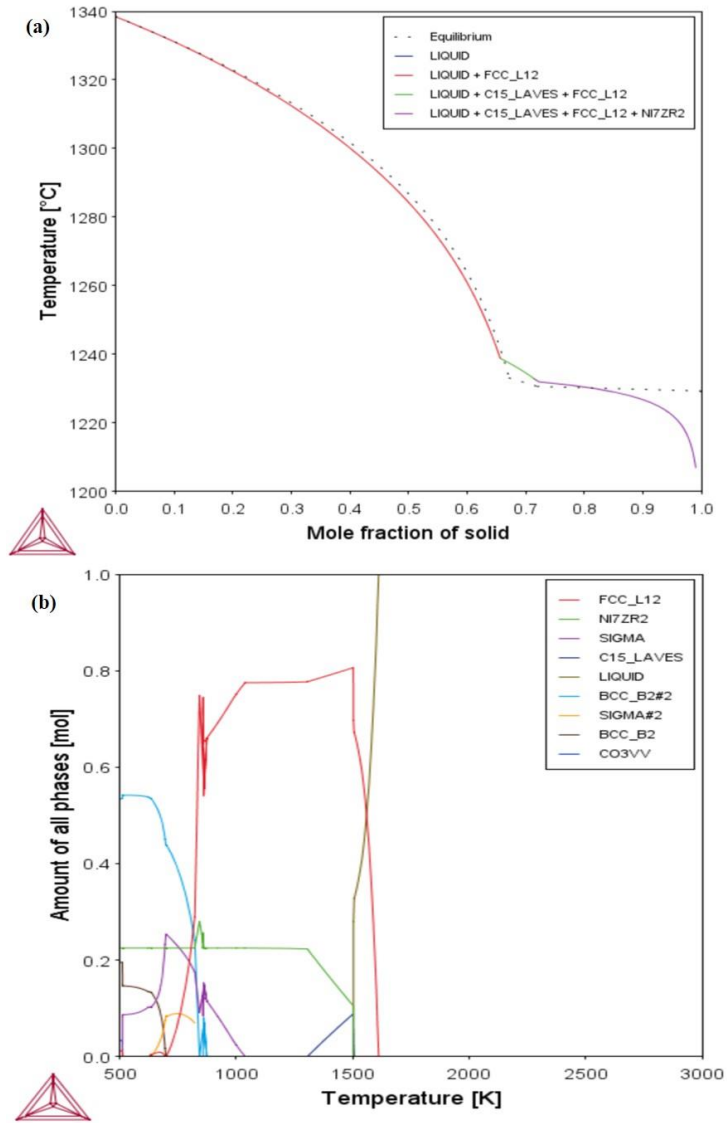 (a)
1340
1320
1300
1280
1260
1240
1220
1200
Temperature [°C]
Equilibrium
LIQUID
LIQUID + FCC_L12
LIQUID + C15_LAVES + FCC_L12
LIQUID + C15_LAVES + FCC_L12 + NI7ZR2
0.0 0.1 0.2 0.3 0.4 0.5 0.6 0.7 0.8 0.9 1.0
Mole fraction of solid
(b)
1.0
0.8
0.6
0.4
0.2
0.0
Amount of all phases [mol]
FCC_L12
NI7ZR2
SIGMA
C15_LAVES
LIQUID
BCC_B2#2
SIGMA#2
BCC_B2
CO3VV
500 1000 1500 2000 2500 3000
Temperature [K]